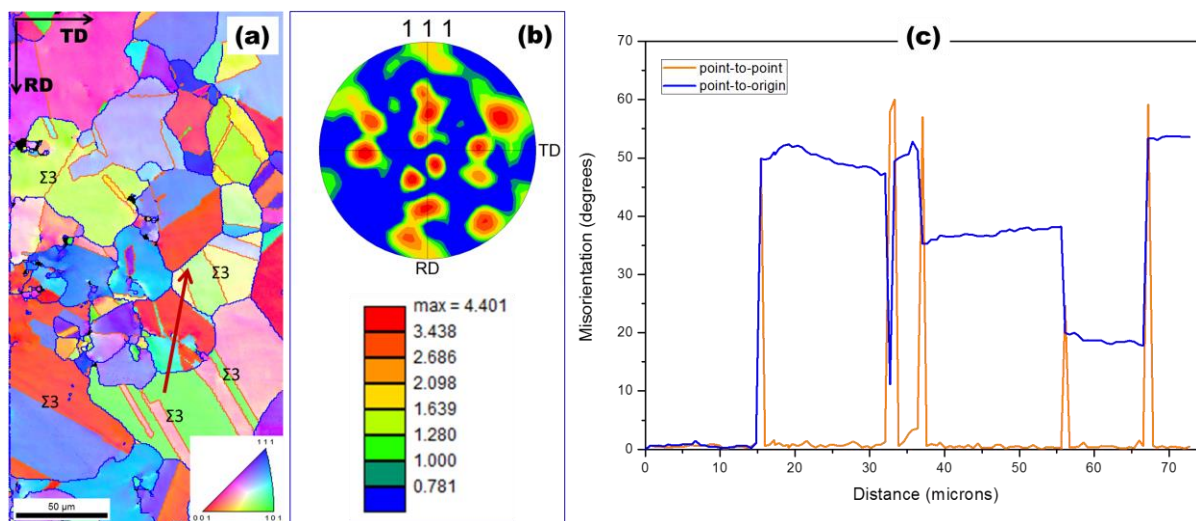 TD
(a)
RD
Σ3
Σ3
Σ3
Σ3
Σ3
50 µm
111
001
101
1 1 1
(b)
TD
RD
max = 4.401
3.438
2.686
2.098
1.639
1.280
1.000
0.781
(c)
point-to-point
point-to-origin
Misorientation (degrees)
70
60
50
40
30
20
10
0
0
10
20
30
40
50
60
70
Distance (microns)